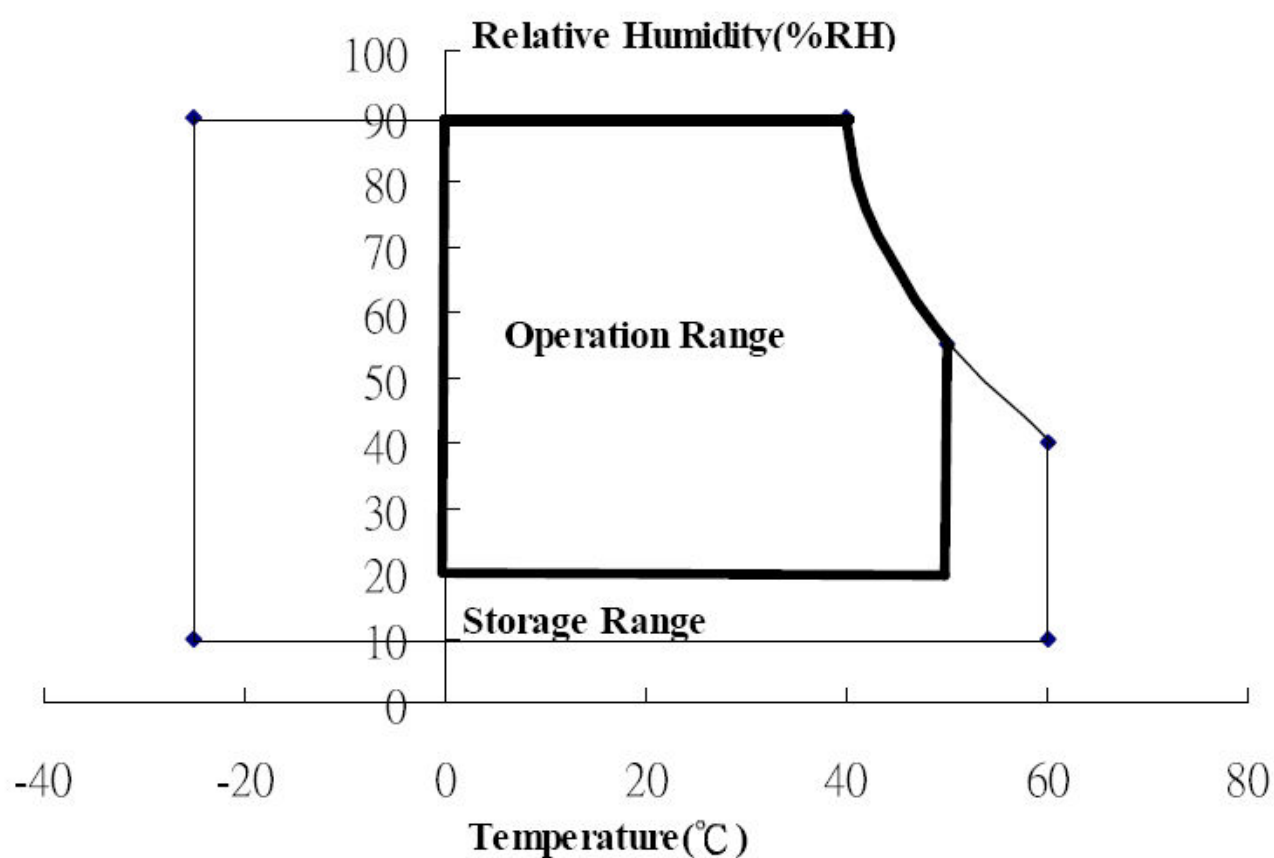 Relative Humidity(%RH)
100
90
80
70
60
Operation Range
50
40
30
20
Storage Range
10
0
-40 -20 0 20 40 60 80
Temperature(℃)